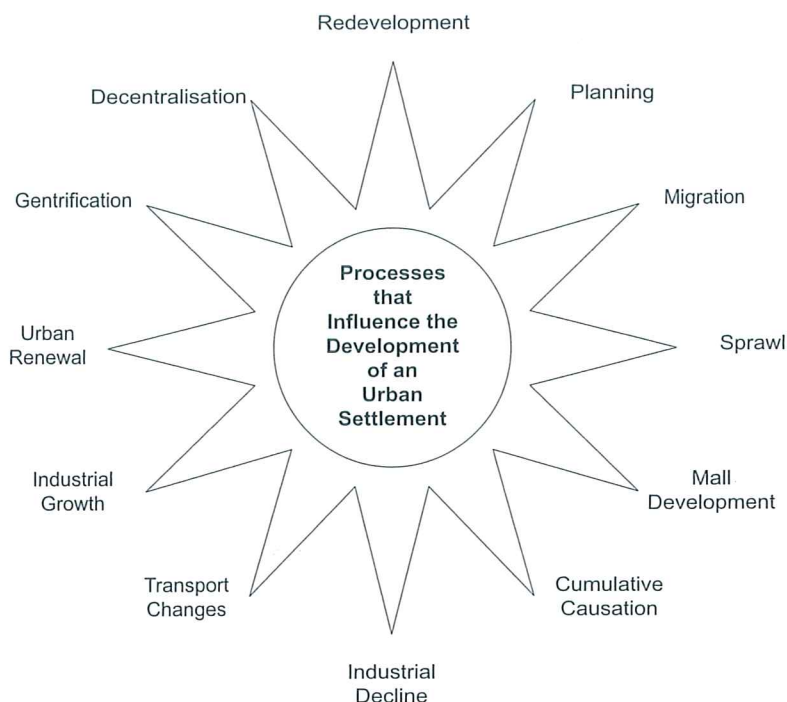 Redevelopment
Planning
Migration
Sprawl
Mall
Development
Cumulative
Causation
Industrial
Decline
Transport
Changes
Industrial
Growth
Urban
Renewal
Gentrification
Decentralisation
Processes
that
Influence the
Development
of an
Urban
Settlement